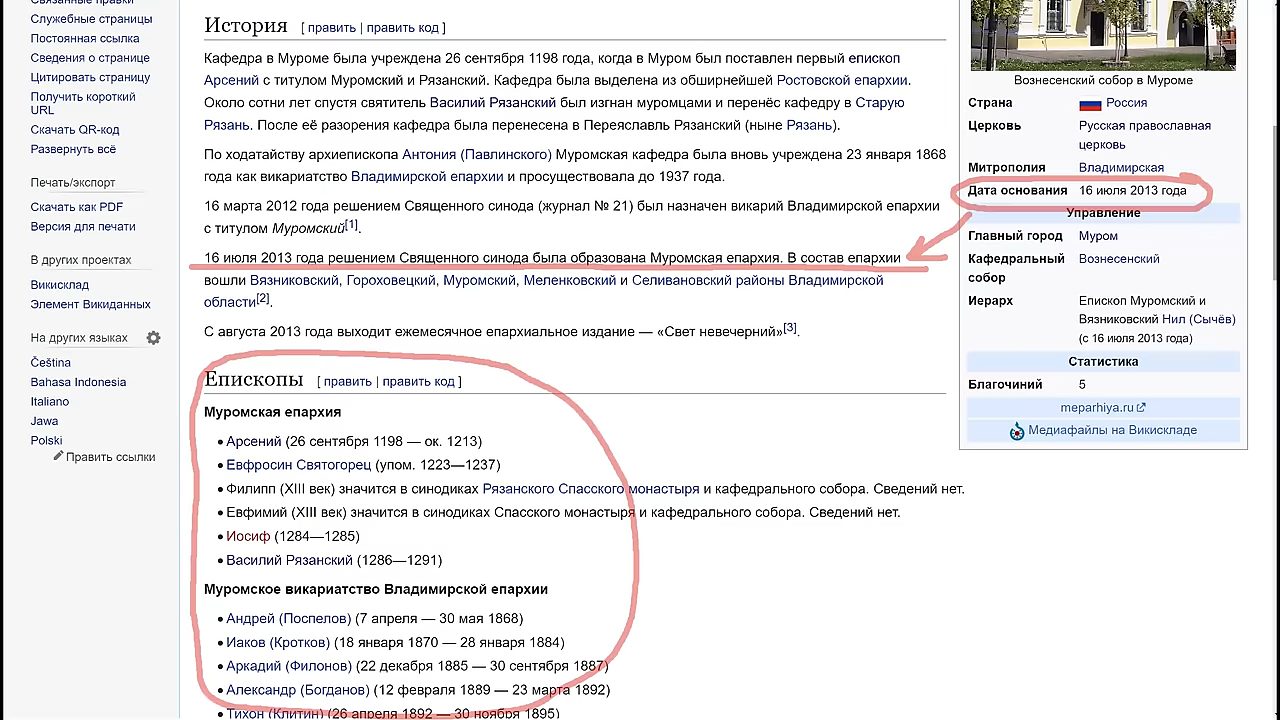 Связанные правки
Служебные страницы
Постоянная ссылка
Сведения о странице
Цитировать страницу
Получить короткий
URL
Скачать QR-код
Развернуть всё
Печать/экспорт
Скачать как PDF
Версия для печати
В других проектах
Викисклад
Элемент Викиданных
На других языках
Čeština
Bahasa Indonesia
Italiano
Jawa
Polski
Править ссылки
История [ править | править код ]
Кафедра в Муроме была учреждена 26 сентября 1198 года, когда в Муром был поставлен первый епископ
Арсений с титулом Муромский и Рязанский. Кафедра была выделена из обширнейшей Ростовской епархии.
Около сотни лет спустя святитель Василий Рязанский был изгнан муромцами и перенёс кафедру в Старую
Рязань. После её разорения кафедра была перенесена в Переяславль Рязанский (ныне Рязань).
По ходатайству архиепископа Антония (Павлинского) Муромская кафедра была вновь учреждена 23 января 1868
года как викариатство Владимирской епархии и просуществовала до 1937 года.
16 марта 2012 года решением Священного синода (журнал № 21) был назначен викарий Владимирской епархии
с титулом Муромский[1].
16 июля 2013 года решением Священного синода была образована Муромская епархия. В состав епархии
вошли Вязниковский, Гороховецкий, Муромский, Меленковский и Селивановский районы Владимирской
области[2].
С августа 2013 года выходит ежемесячное епархиальное издание — «Свет невечерний»[3].
Епископы [ править | править код ]
Муромская епархия
• Арсений (26 сентября 1198 — ок. 1213)
• Евфросин Святогорец (упом. 1223—1237)
• Филипп (XIII век) значится в синодиках Рязанского Спасского монастыря и кафедрального собора. Сведений нет.
• Евфимий (XIII век) значится в синодиках Спасского монастыря и кафедрального собора. Сведений нет.
• Иосиф (1284—1285)
• Василий Рязанский (1286—1291)
Муромское викариатство Владимирской епархии
• Андрей (Поспелов) (7 апреля — 30 мая 1868)
• Иаков (Кротков) (18 января 1870 — 28 января 1884)
• Аркадий (Филонов) (22 декабря 1885 — 30 сентября 1887)
• Александр (Богданов) (12 февраля 1889 — 23 марта 1892)
• Тихон (Клитин) (26 апреля 1892 — 30 ноября 1895)
Вознесенский собор в Муроме
Страна Россия
Церковь Русская православная
церковь
Митрополия Владимирская
Дата основания 16 июля 2013 года
Управление
Главный город Муром
Кафедральный Вознесенский
собор
Иерарх Епископ Муромский и
Вязниковский Нил (Сычёв)
(с 16 июля 2013 года)
Статистика
Благочиний 5
meparhiya.ru
Медиафайлы на Викискладе